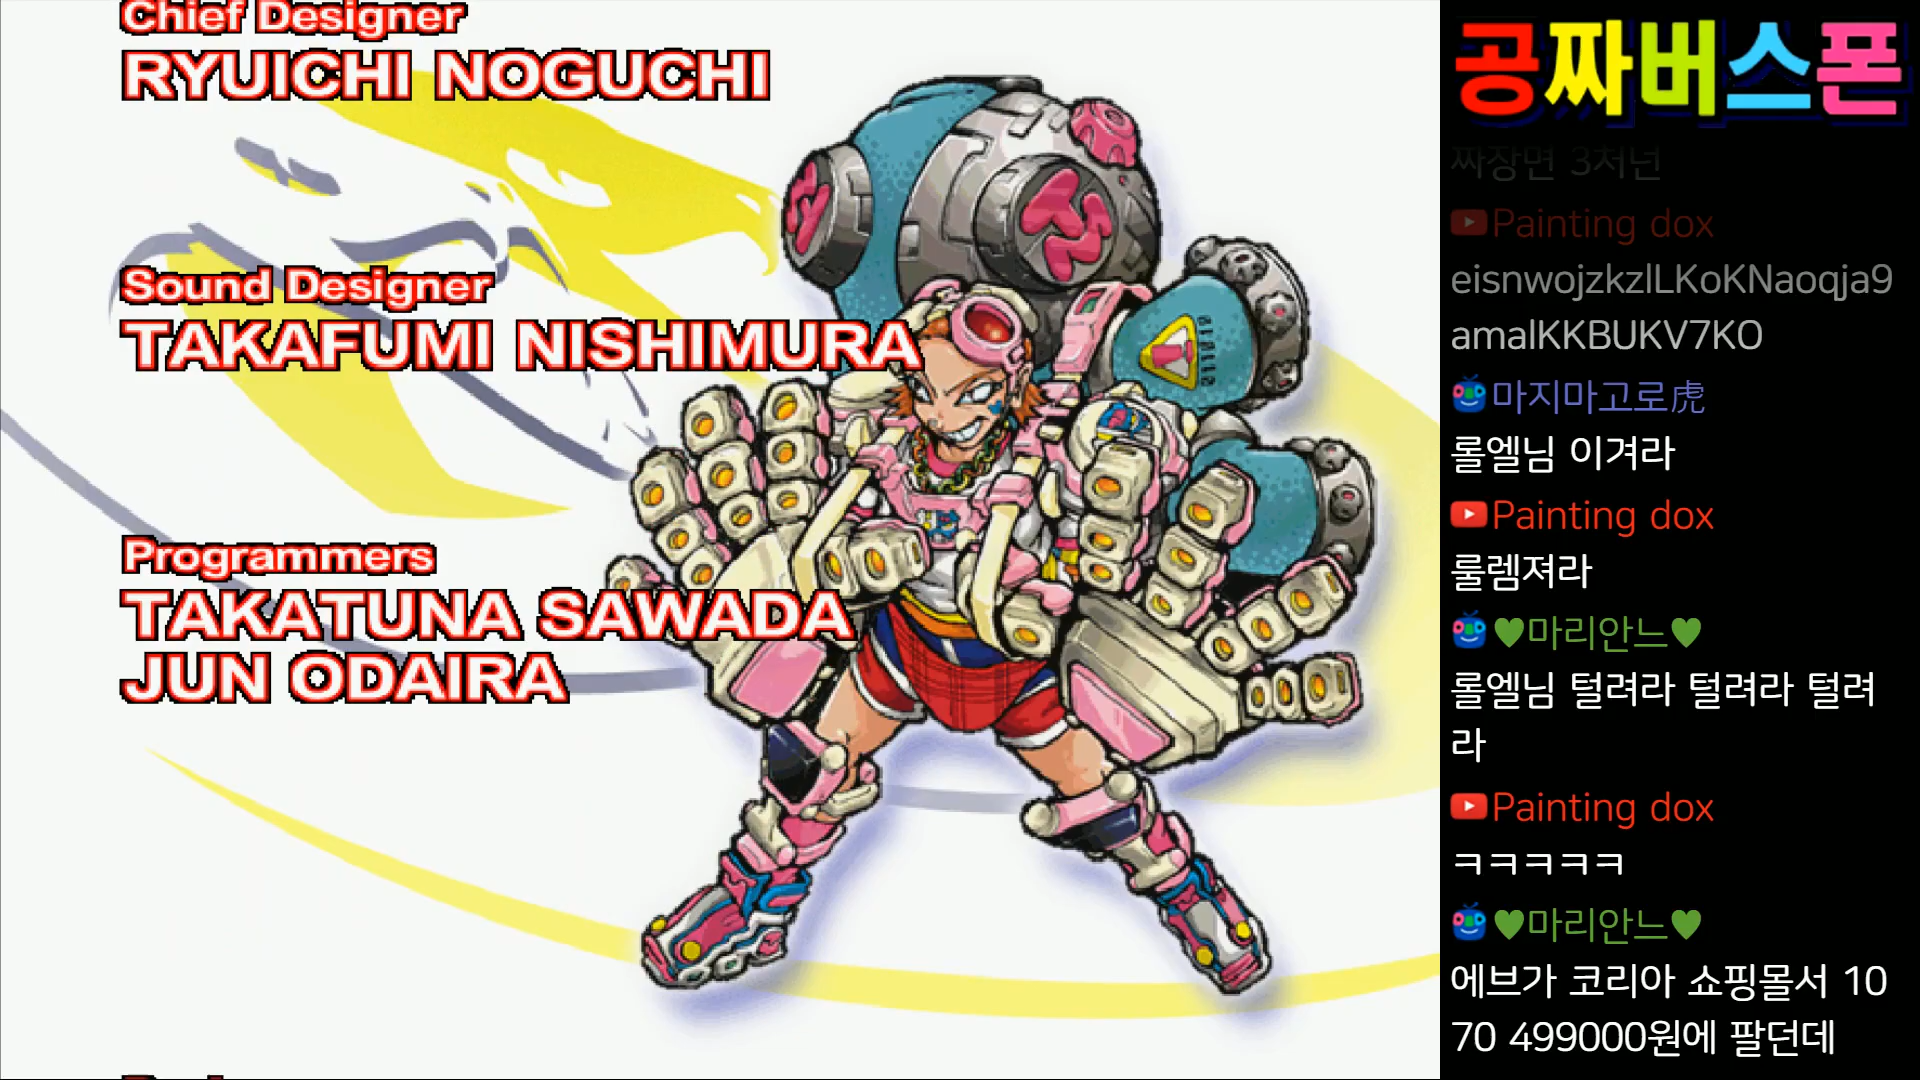 Chief Designer
RYUICHI NOGUCHI
Sound Designer
TAKAFUMI NISHIMURA
Programmers
TAKATUNA SAWADA
JUN ODAIRA
공짜버스폰
짜장면 3처넌
Painting dox
eisnwojzkzlLKoKNaoqja9
amalKKBUKV7KO
마지마고로虎
롤엘님 이겨라
Painting dox
룰렘져라
♥마리안느♥
롤엘님 털려라 털려라 털려
라
Painting dox
ㅋㅋㅋㅋㅋ
♥마리안느♥
에브가 코리아 쇼핑몰서 10
70 499000원에 팔던데